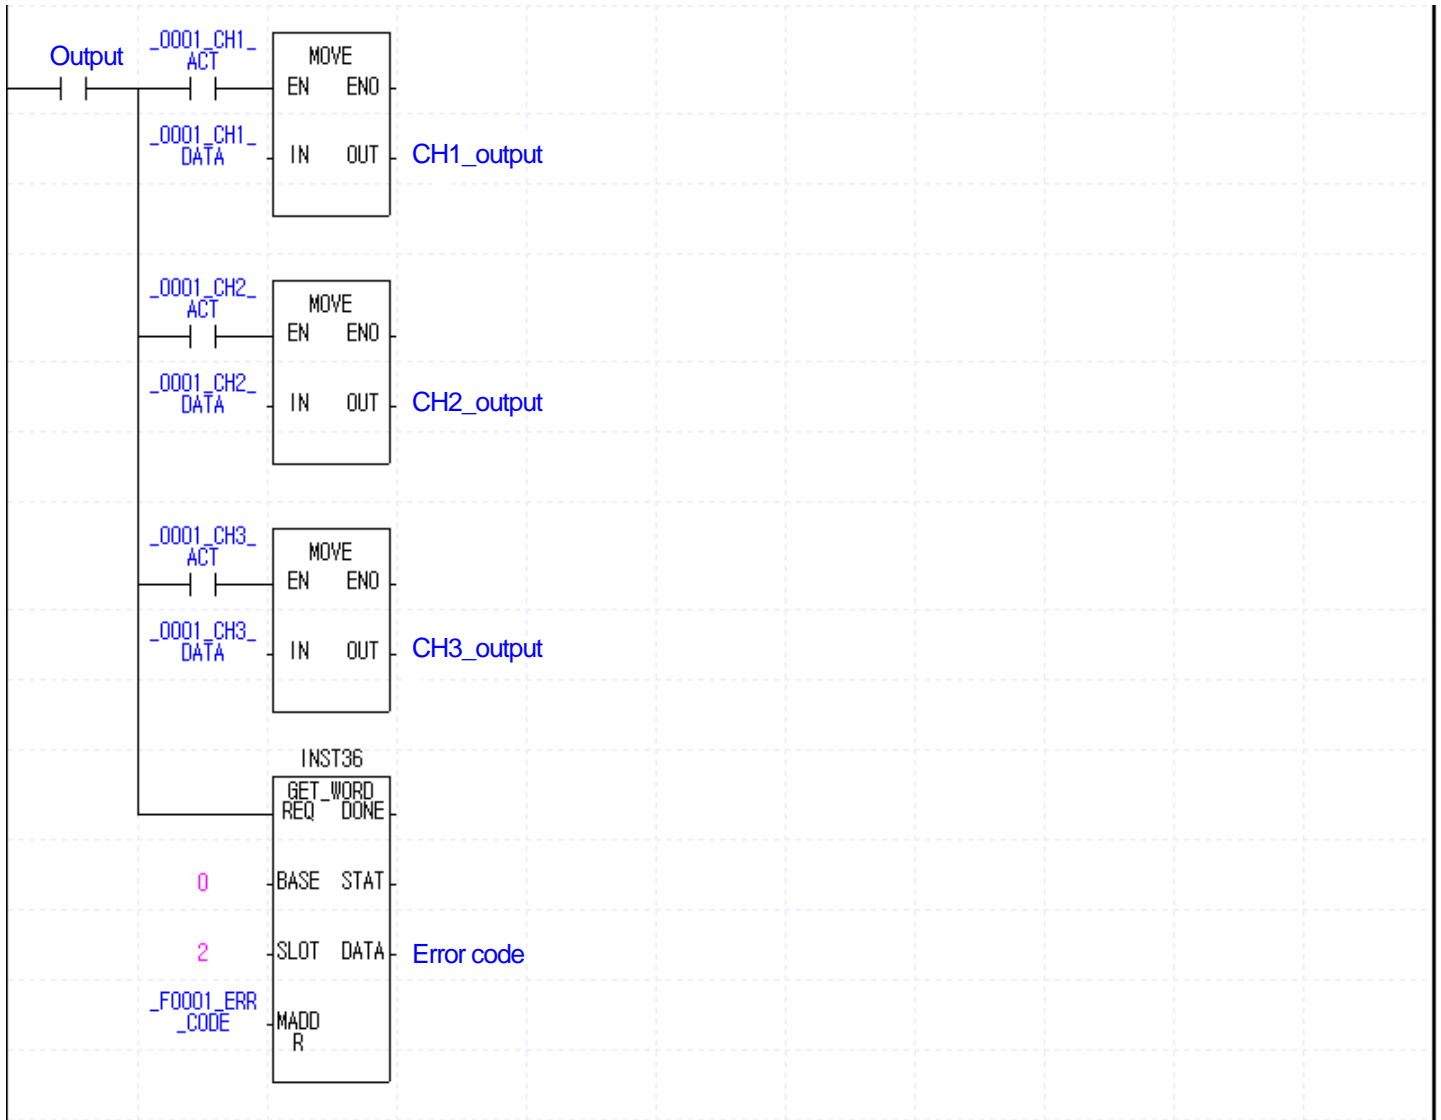 Output
_0001_CH1_
ACT
MOVE
EN ENO
_0001_CH1_
DATA
IN OUT
CH1_output
_0001_CH2_
ACT
MOVE
EN ENO
_0001_CH2_
DATA
IN OUT
CH2_output
_0001_CH3_
ACT
MOVE
EN ENO
_0001_CH3_
DATA
IN OUT
CH3_output
INST36
GET_WORD
REQ DONE
0
BASE STAT
2
SLOT DATA
Error code
_F0001_ERR
_CODE
MADD
R